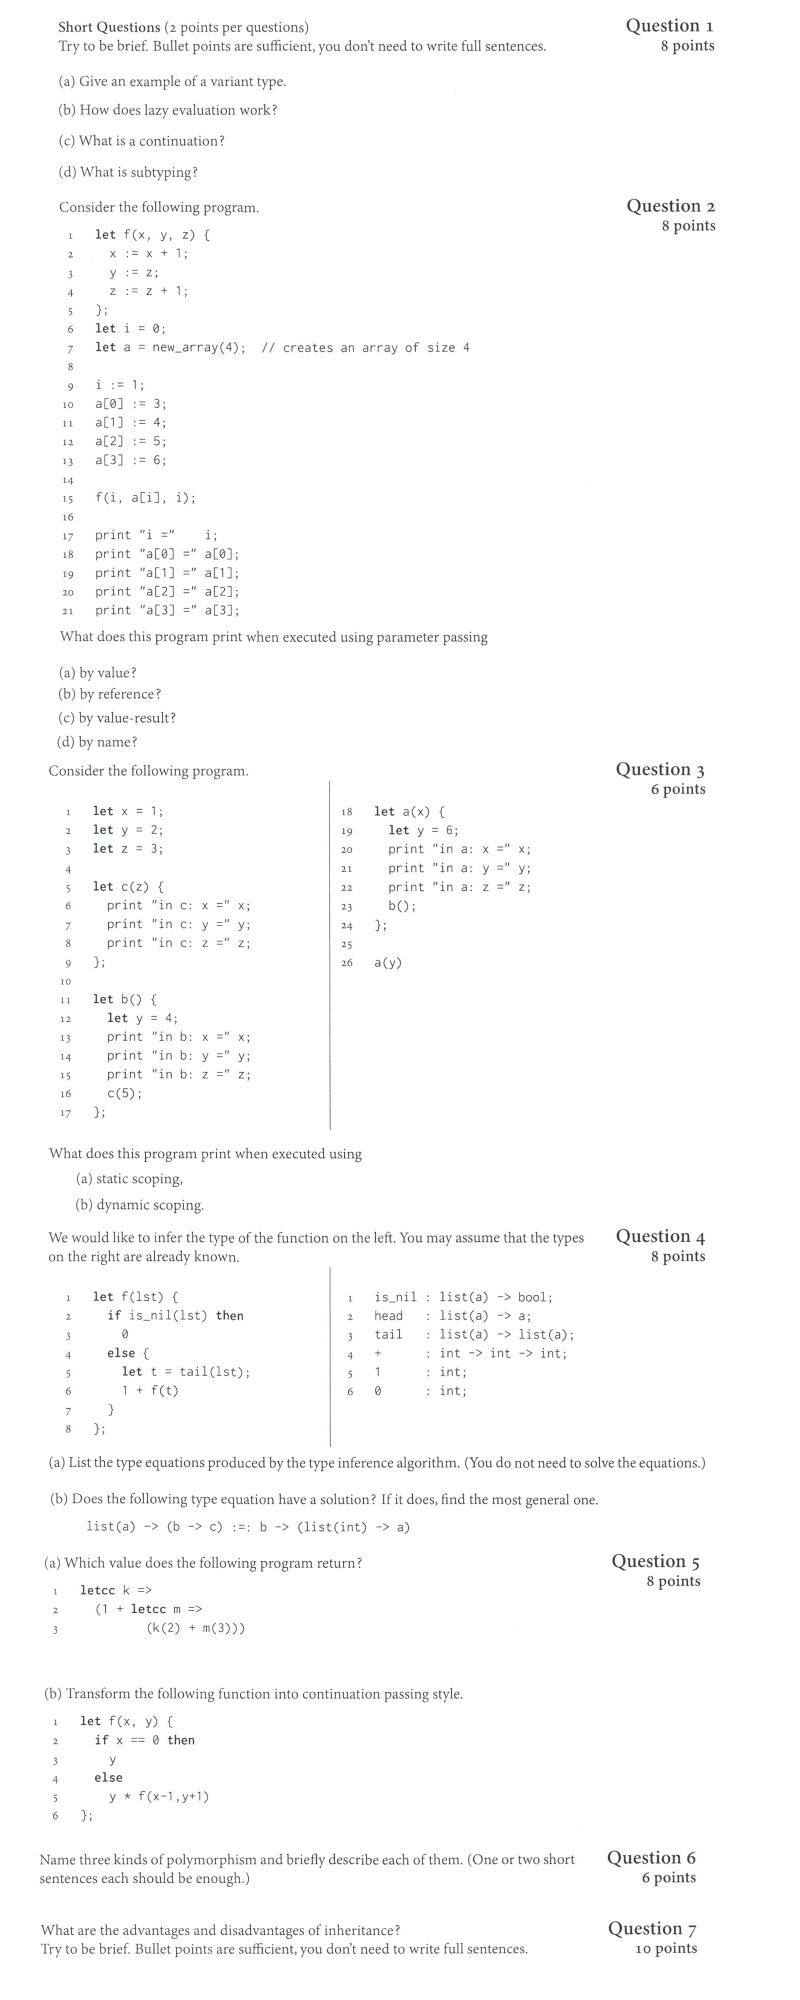 Short Questions (2 points per questions)
Question 1
Try to be brief. Bullet points are sufficient, you don't need to write full sentences.
8 points
(a) Give an example of a variant type.
(b) How does lazy evaluation work?
(c) What is a continuation?
(d) What is subtyping?
Consider the following program.
Question 2
8 points
1 let f(x, y, z) {
2 x := x + 1;
3 y := z;
4 z := z + 1;
5 };
6 let i = 0;
7 let a = new_array(4); // creates an array of size 4
8
9 i := 1;
10 a[0] := 3;
11 a[1] := 4;
12 a[2] := 5;
13 a[3] := 6;
14
15 f(i, a[i], i);
16
17 print "i =" i;
18 print "a[0] =" a[0];
19 print "a[1] =" a[1];
20 print "a[2] =" a[2];
21 print "a[3] =" a[3];
What does this program print when executed using parameter passing
(a) by value?
(b) by reference?
(c) by value-result?
(d) by name?
Consider the following program.
Question 3
6 points
1 let x = 1;
2 let y = 2;
3 let z = 3;
4
5 let c(z) {
6 print "in c: x =" x;
7 print "in c: y =" y;
8 print "in c: z =" z;
9 };
10
11 let b() {
12 let y = 4;
13 print "in b: x =" x;
14 print "in b: y =" y;
15 print "in b: z =" z;
16 c(5);
17 };
18 let a(x) {
19 let y = 6;
20 print "in a: x =" x;
21 print "in a: y =" y;
22 print "in a: z =" z;
23 b();
24 };
25
26 a(y)
What does this program print when executed using
(a) static scoping,
(b) dynamic scoping.
We would like to infer the type of the function on the left. You may assume that the types
Question 4
on the right are already known.
8 points
1 let f(lst) {
2 if is_nil(lst) then
3 0
4 else {
5 let t = tail(lst);
6 1 + f(t)
7 }
8 };
1 is_nil : list(a) -> bool;
2 head : list(a) -> a;
3 tail : list(a) -> list(a);
4 + : int -> int -> int;
5 1 : int;
6 0 : int;
(a) List the type equations produced by the type inference algorithm. (You do not need to solve the equations.)
(b) Does the following type equation have a solution? If it does, find the most general one.
list(a) -> (b -> c) :=: b -> (list(int) -> a)
(a) Which value does the following program return?
Question 5
8 points
1 letcc k =>
2 (1 + letcc m =>
3 (k(2) + m(3)))
(b) Transform the following function into continuation passing style.
1 let f(x, y) {
2 if x == 0 then
3 y
4 else
5 y * f(x-1,y+1)
6 };
Name three kinds of polymorphism and briefly describe each of them. (One or two short
Question 6
sentences each should be enough.)
6 points
What are the advantages and disadvantages of inheritance?
Question 7
Try to be brief. Bullet points are sufficient, you don't need to write full sentences.
10 points